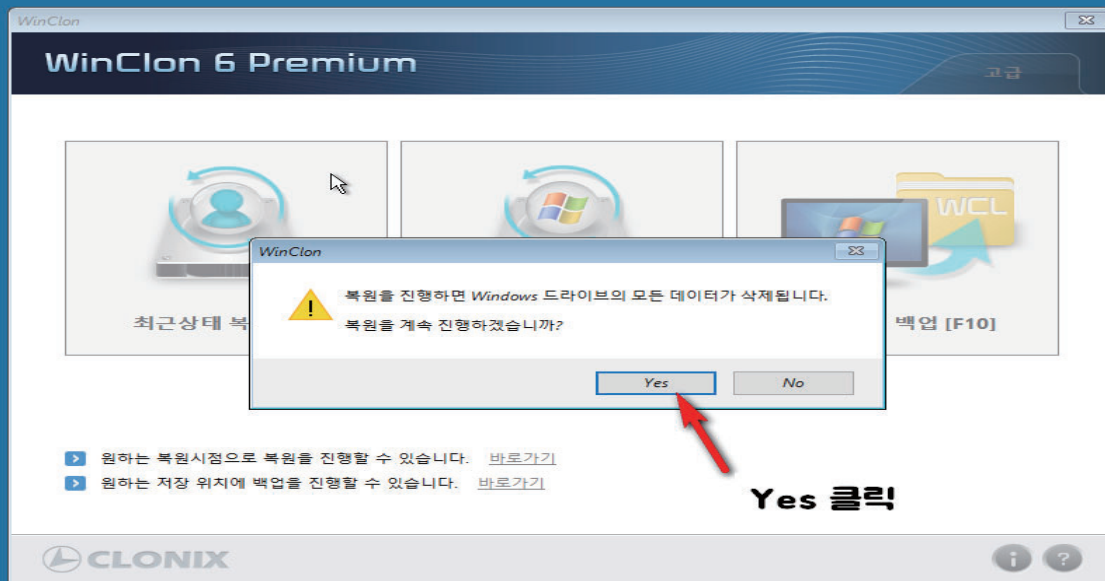 WinClon
WinClon 6 Premium
고급
WCL
WinClon
복원을 진행하면 Windows 드라이브의 모든 데이터가 삭제됩니다.
복원을 계속 진행하겠습니까?
최근상태 복
백업 [F10]
Yes
No
원하는 복원시점으로 복원을 진행할 수 있습니다. 바로가기
원하는 저장 위치에 백업을 진행할 수 있습니다. 바로가기
Yes 클릭
CLONIX